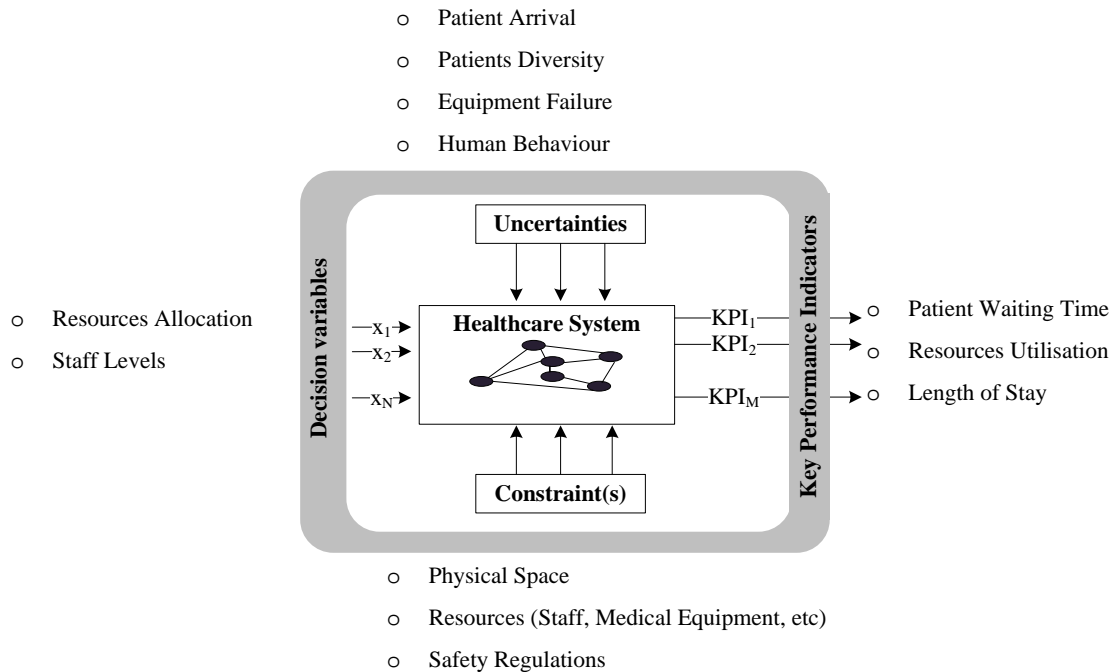 o Patient Arrival
o Patients Diversity
o Equipment Failure
o Human Behaviour
Uncertainties
Decision variables
Key Performance Indicators
o Resources Allocation
o Staff Levels
x1
x2
xN
Healthcare System
KPI1
KPI2
KPIM
o Patient Waiting Time
o Resources Utilisation
o Length of Stay
Constraint(s)
o Physical Space
o Resources (Staff, Medical Equipment, etc)
o Safety Regulations